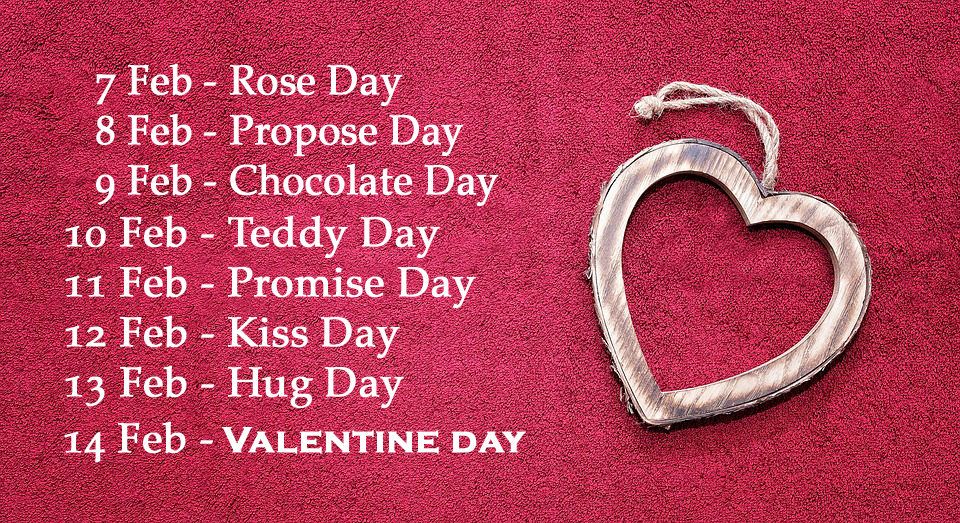 7 Feb - Rose Day
8 Feb - Propose Day
9 Feb - Chocolate Day
10 Feb - Teddy Day
11 Feb - Promise Day
12 Feb - Kiss Day
13 Feb - Hug Day
14 Feb - VALENTINE DAY